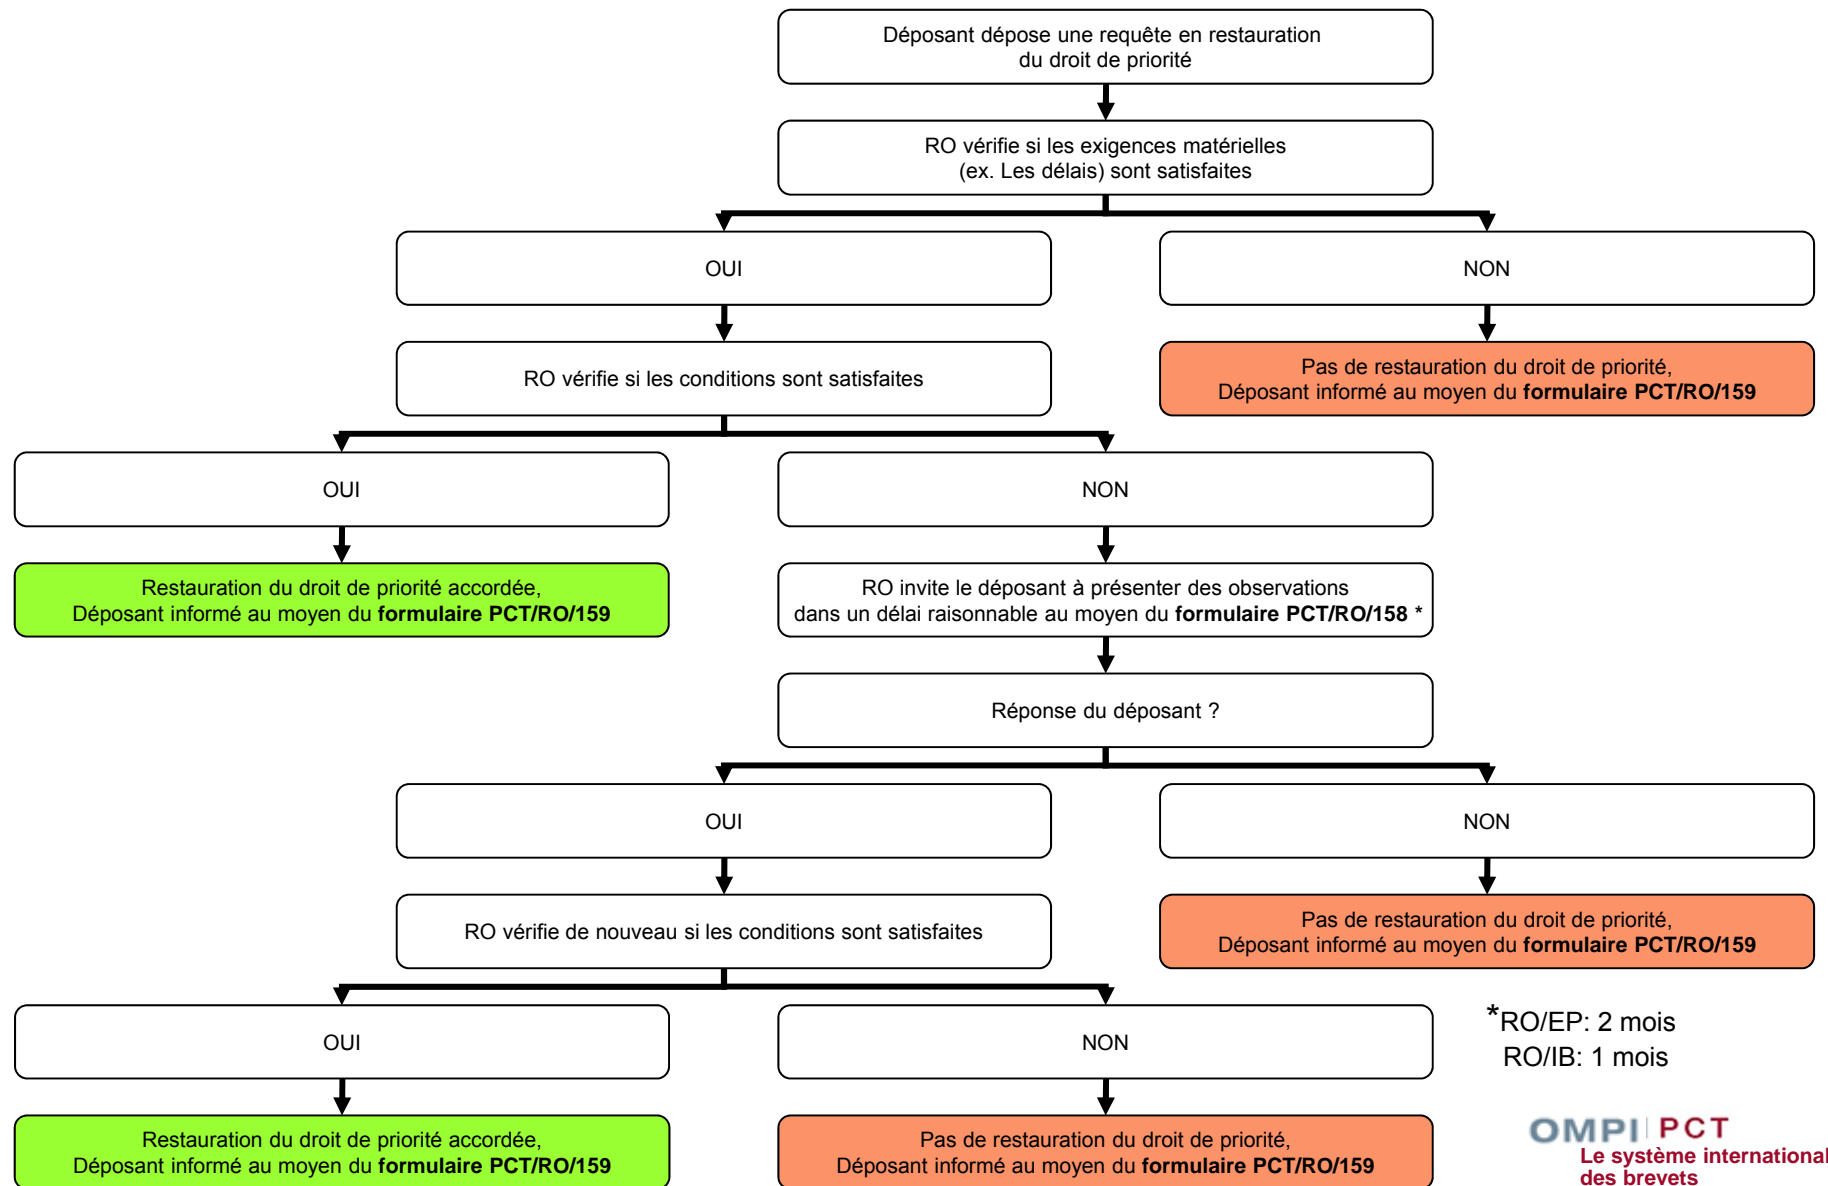 Déposant dépose une requête en restauration
du droit de priorité
RO vérifie si les exigences matérielles
(ex. Les délais) sont satisfaites
OUI
NON
RO vérifie si les conditions sont satisfaites
Pas de restauration du droit de priorité,
Déposant informé au moyen du formulaire PCT/RO/159
OUI
NON
Restauration du droit de priorité accordée,
Déposant informé au moyen du formulaire PCT/RO/159
RO invite le déposant à présenter des observations
dans un délai raisonnable au moyen du formulaire PCT/RO/158 *
Réponse du déposant ?
OUI
NON
RO vérifie de nouveau si les conditions sont satisfaites
Pas de restauration du droit de priorité,
Déposant informé au moyen du formulaire PCT/RO/159
OUI
NON
*RO/EP: 2 mois
RO/IB: 1 mois
Restauration du droit de priorité accordée,
Déposant informé au moyen du formulaire PCT/RO/159
Pas de restauration du droit de priorité,
Déposant informé au moyen du formulaire PCT/RO/159
OMPI PCT
Le système international
des brevets